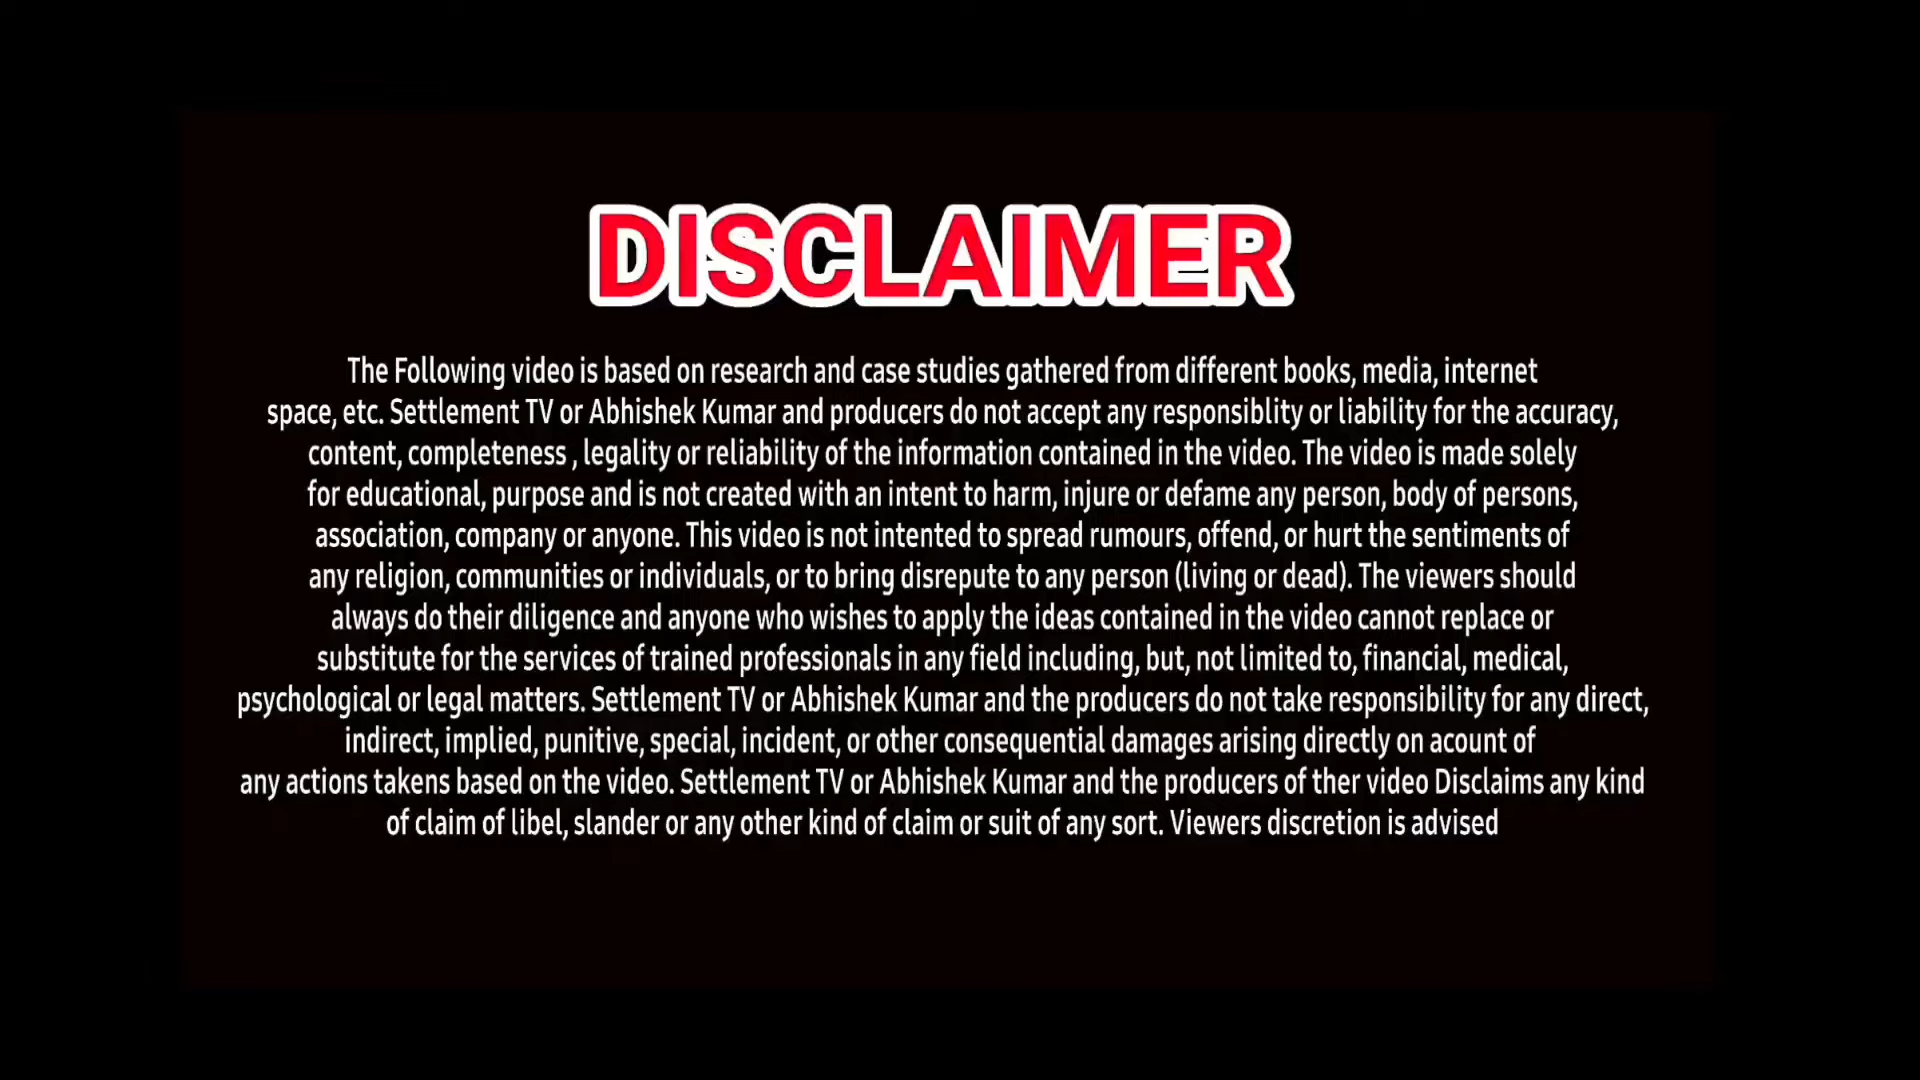 DISCLAIMER
The Following video is based on research and case studies gathered from different books, media, internet
space, etc. Settlement TV or Abhishek Kumar and producers do not accept any responsiblity or liability for the accuracy,
content, completeness , legality or reliability of the information contained in the video. The video is made solely
for educational, purpose and is not created with an intent to harm, injure or defame any person, body of persons,
association, company or anyone. This video is not intented to spread rumours, offend, or hurt the sentiments of
any religion, communities or individuals, or to bring disrepute to any person (living or dead). The viewers should
always do their diligence and anyone who wishes to apply the ideas contained in the video cannot replace or
substitute for the services of trained professionals in any field including, but, not limited to, financial, medical,
psychological or legal matters. Settlement TV or Abhishek Kumar and the producers do not take responsibility for any direct,
indirect, implied, punitive, special, incident, or other consequential damages arising directly on acount of
any actions takens based on the video. Settlement TV or Abhishek Kumar and the producers of ther video Disclaims any kind
of claim of libel, slander or any other kind of claim or suit of any sort. Viewers discretion is advised